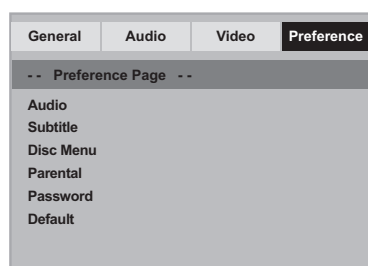 General Audio Video Preference
- - Preference Page - -
Audio
Subtitle
Disc Menu
Parental
Password
Default